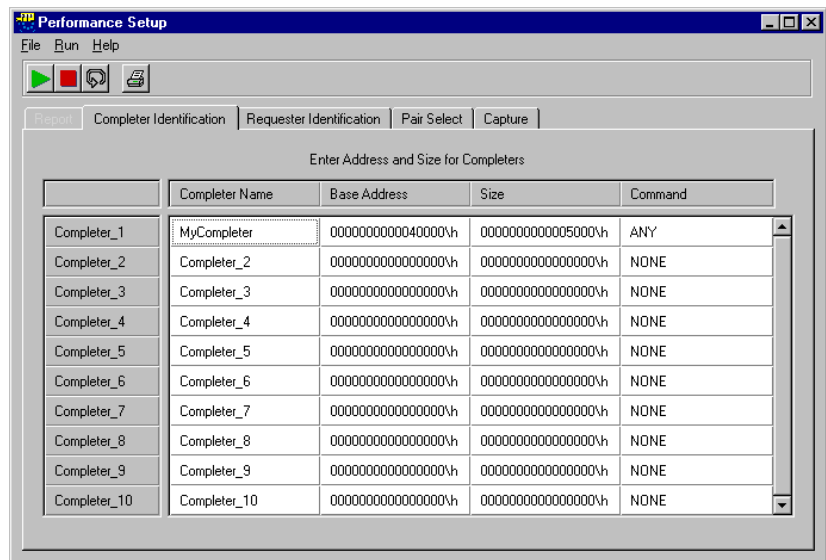 Performance Setup
File Run Help
Report Completer Identification Requester Identification Pair Select Capture
Enter Address and Size for Completers
Completer Name Base Address Size Command
Completer_1 MyCompleter 0000000000040000\h 0000000000005000\h ANY
Completer_2 Completer_2 0000000000000000\h 0000000000000000\h NONE
Completer_3 Completer_3 0000000000000000\h 0000000000000000\h NONE
Completer_4 Completer_4 0000000000000000\h 0000000000000000\h NONE
Completer_5 Completer_5 0000000000000000\h 0000000000000000\h NONE
Completer_6 Completer_6 0000000000000000\h 0000000000000000\h NONE
Completer_7 Completer_7 0000000000000000\h 0000000000000000\h NONE
Completer_8 Completer_8 0000000000000000\h 0000000000000000\h NONE
Completer_9 Completer_9 0000000000000000\h 0000000000000000\h NONE
Completer_10 Completer_10 0000000000000000\h 0000000000000000\h NONE